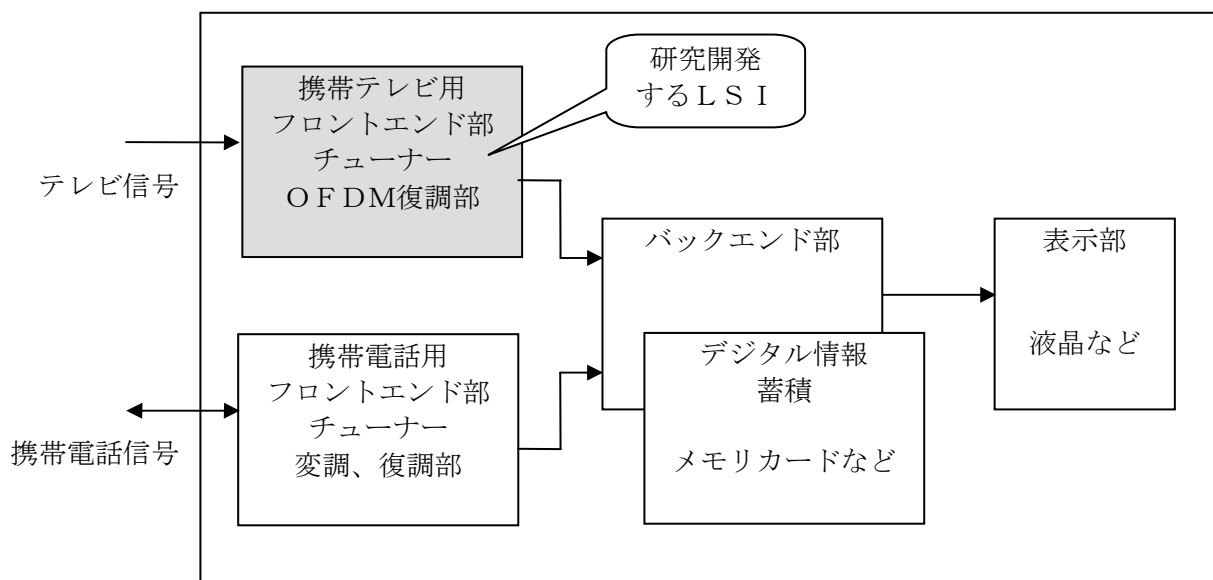 研究開発
するＬＳＩ
携帯テレビ用
フロントエンド部
チューナー
ＯＦＤＭ復調部
テレビ信号
バックエンド部
表示部
液晶など
デジタル情報
蓄積
メモリカードなど
携帯電話用
フロントエンド部
チューナー
変調、復調部
携帯電話信号